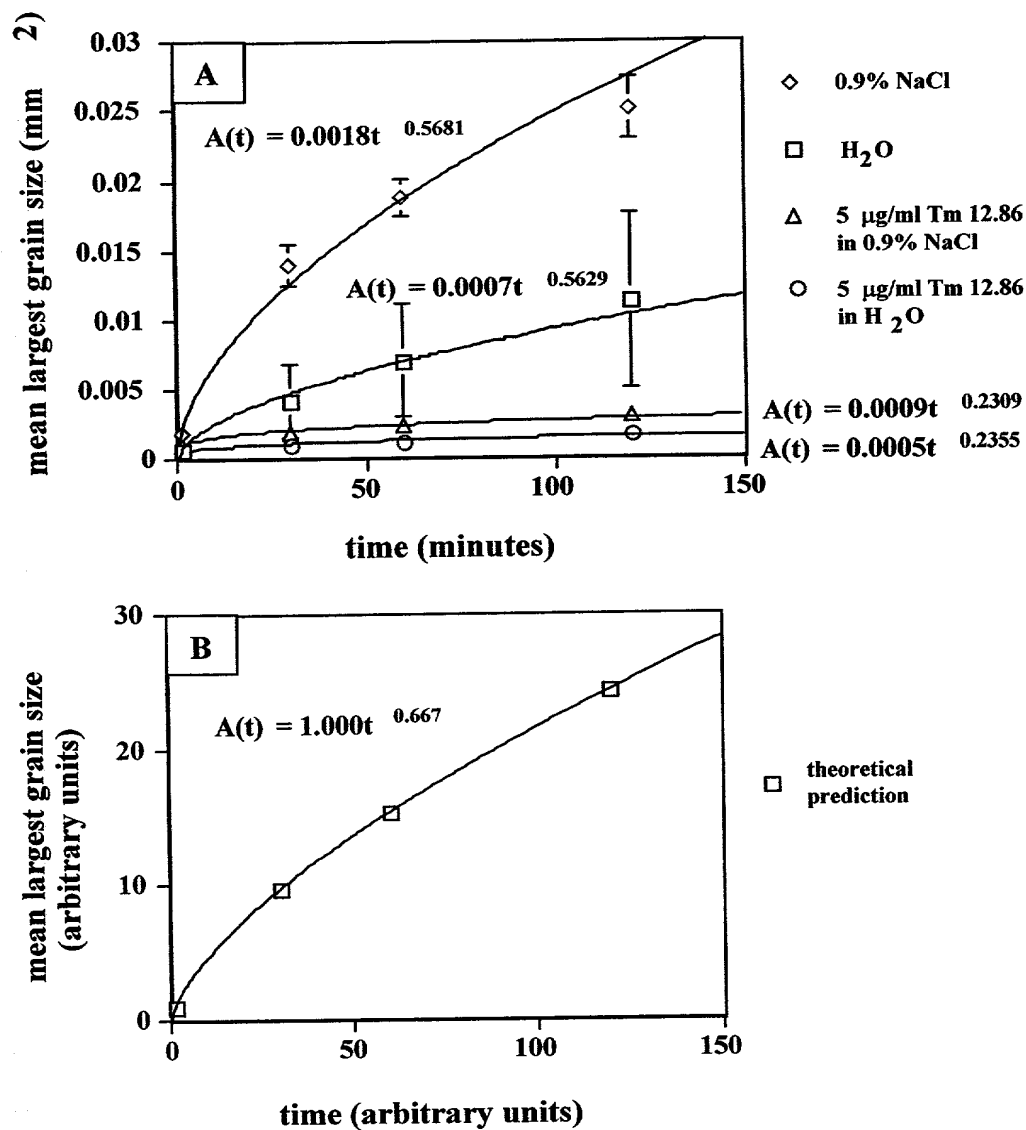 mean largest grain size (mm 2)
0.03
0.025
0.02
0.015
0.01
0.005
0
A
A(t) = 0.0018t 0.5681
A(t) = 0.0007t 0.5629
A(t) = 0.0009t 0.2309
A(t) = 0.0005t 0.2355
0 50 100 150
time (minutes)
0.9% NaCl
H2O
5 µg/ml Tm 12.86
in 0.9% NaCl
5 µg/ml Tm 12.86
in H2O
mean largest grain size
(arbitrary units)
30
20
10
0
B
A(t) = 1.000t 0.667
0 50 100 150
time (arbitrary units)
theoretical
prediction